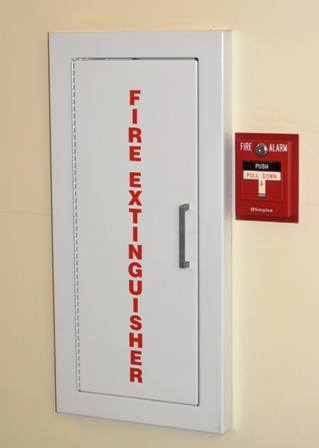 FIRE EXTINGUISHER
FIRE ALARM
PUSH
PULL DOWN
Simplex